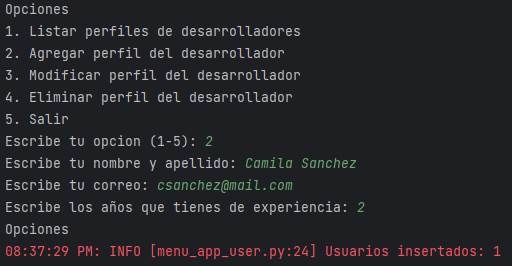 Opciones
1. Listar perfiles de desarrolladores
2. Agregar perfil del desarrollador
3. Modificar perfil del desarrollador
4. Eliminar perfil del desarrollador
5. Salir
Escribe tu opcion (1-5): 2
Escribe tu nombre y apellido: Camila Sanchez
Escribe tu correo: csanchez@mail.com
Escribe los años que tienes de experiencia: 2
Opciones
08:37:29 PM: INFO [menu_app_user.py:24] Usuarios insertados: 1